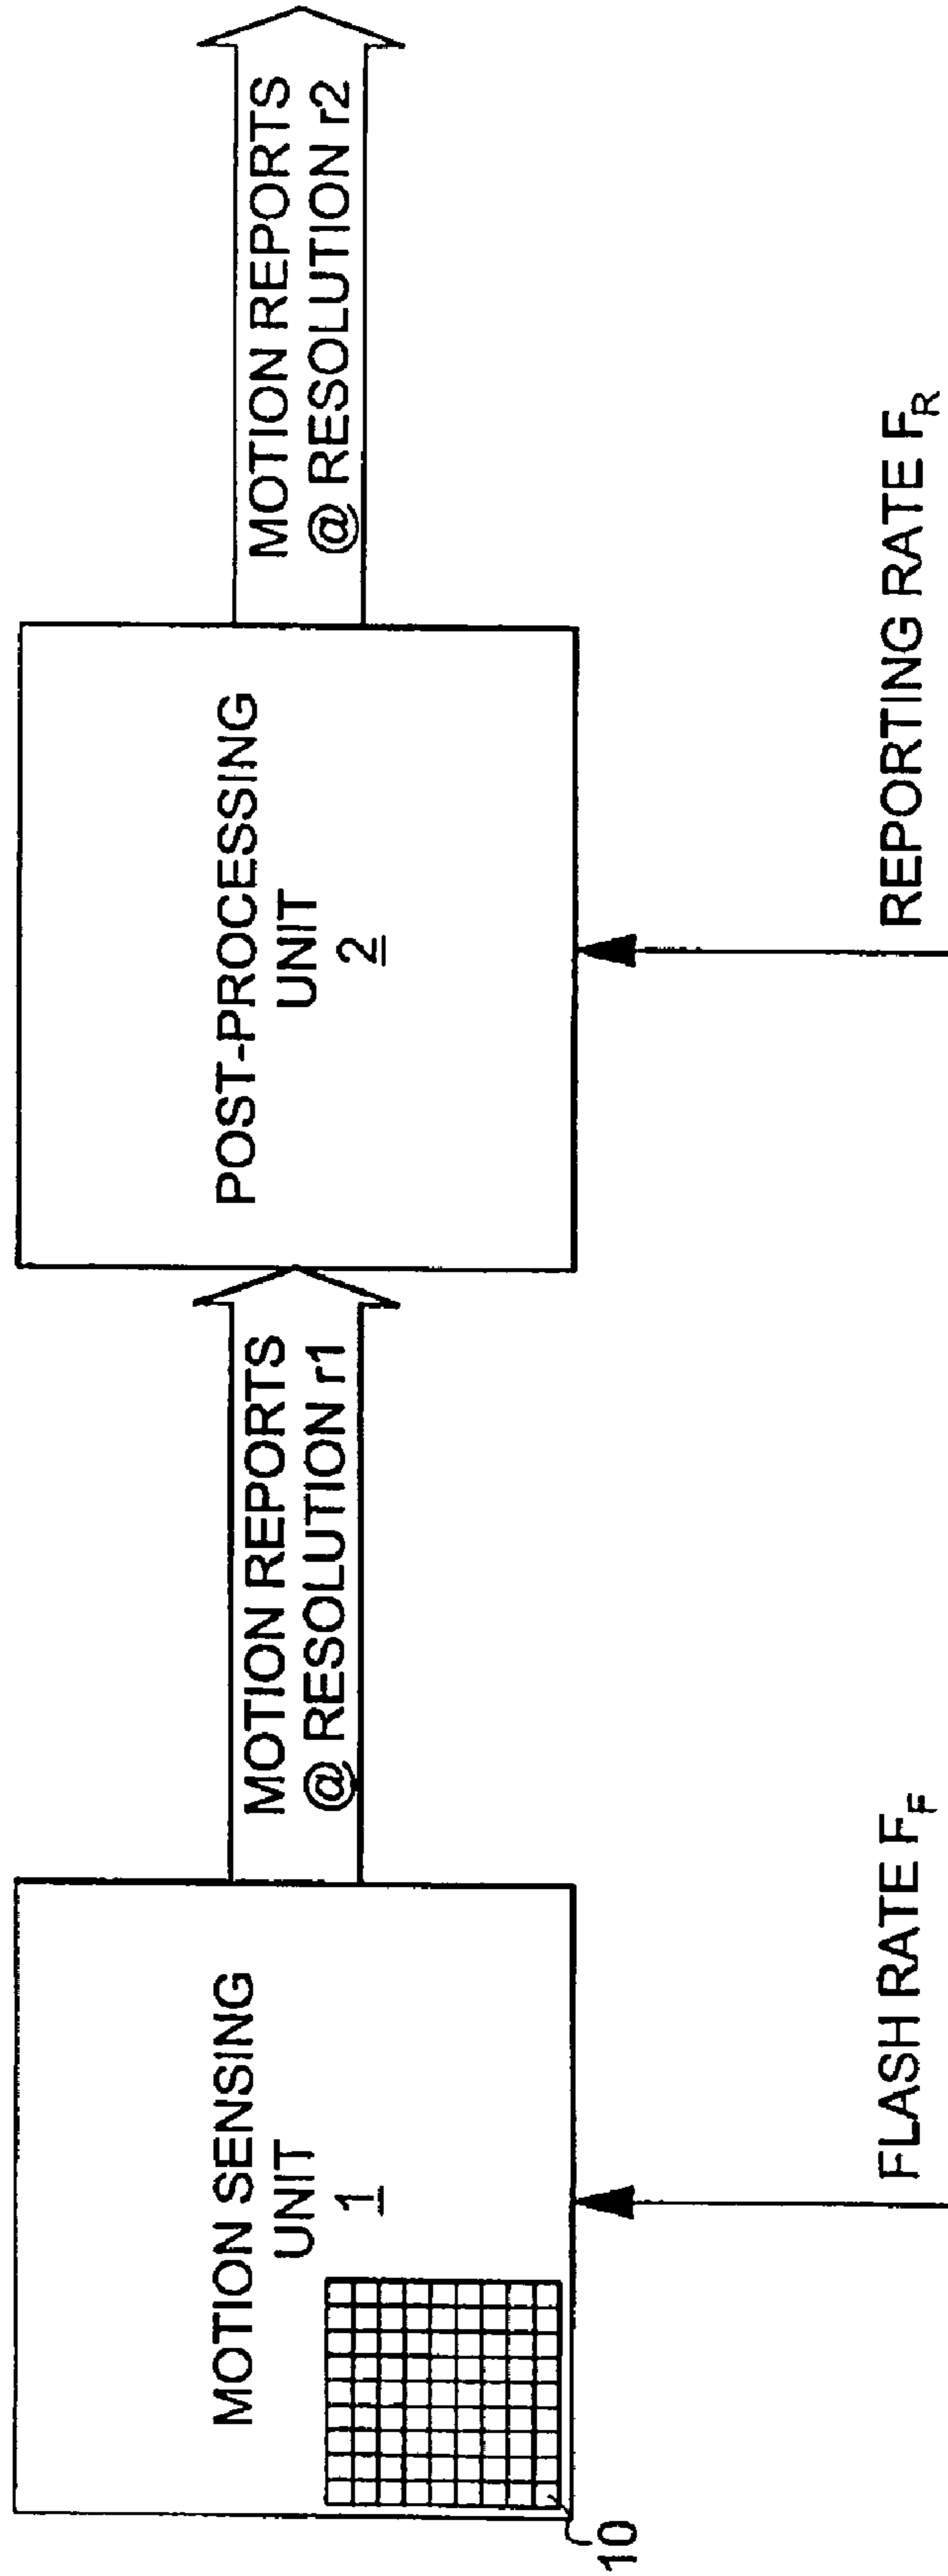 MOTION SENSING
UNIT
1
10
FLASH RATE F_F
MOTION REPORTS
@ RESOLUTION r1
POST-PROCESSING
UNIT
2
REPORTING RATE F_R
MOTION REPORTS
@ RESOLUTION r2